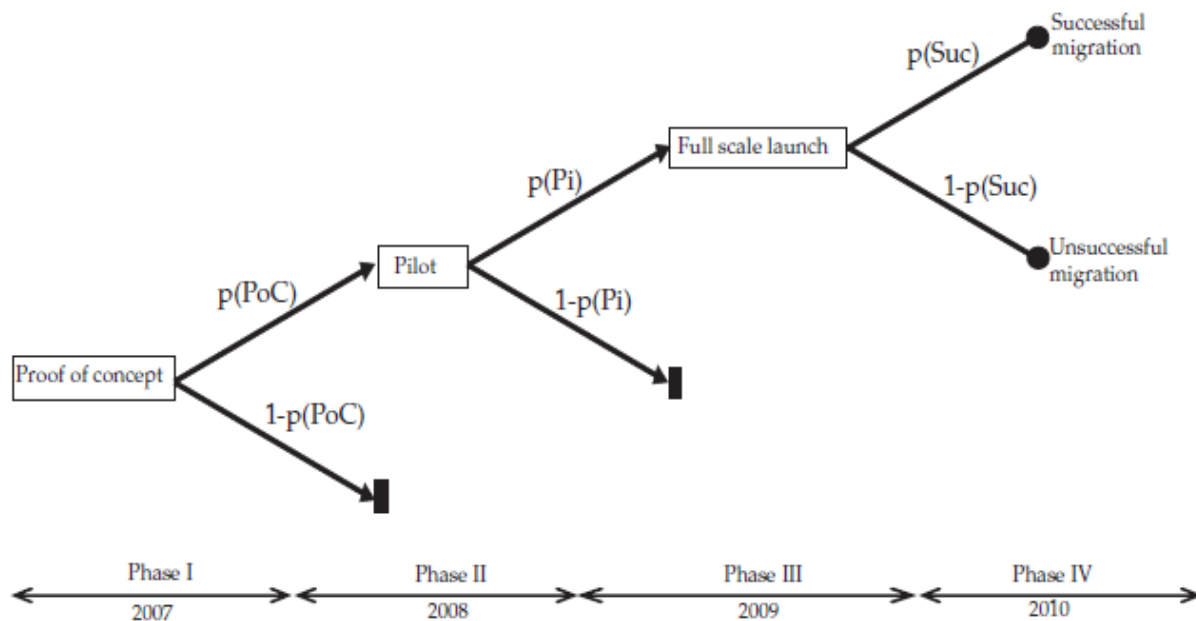 Successful
migration
p(Suc)
Full scale launch
p(Pi)
1-p(Suc)
Unsuccessful
migration
Pilot
p(PoC)
1-p(Pi)
Proof of concept
1-p(PoC)
Phase I
Phase II
Phase III
Phase IV
2007
2008
2009
2010